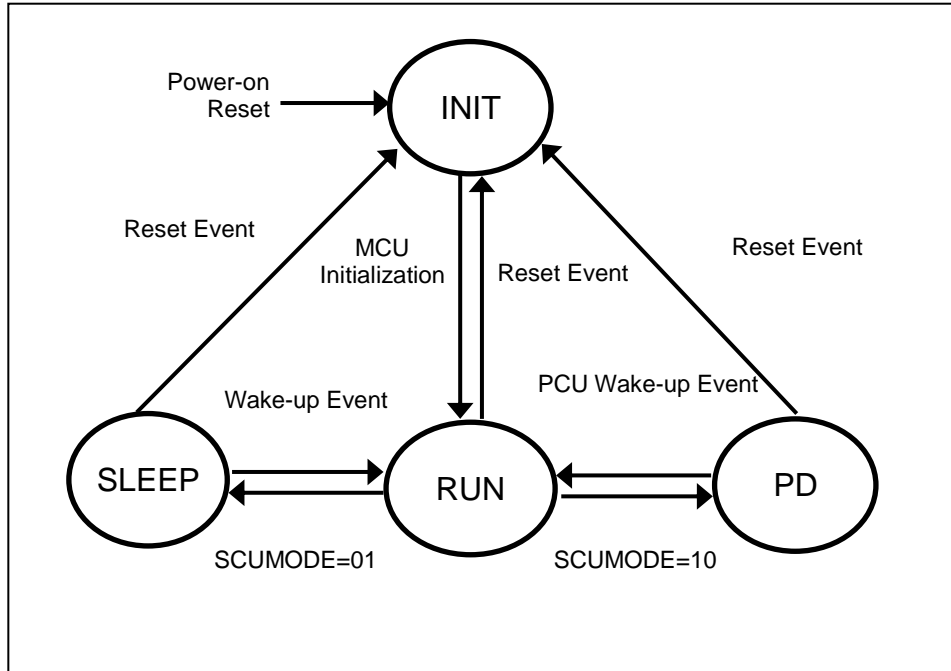 Power-on
Reset
INIT
Reset Event
MCU
Initialization
Reset Event
Reset Event
Wake-up Event
PCU Wake-up Event
SLEEP
RUN
PD
SCUMODE=01
SCUMODE=10